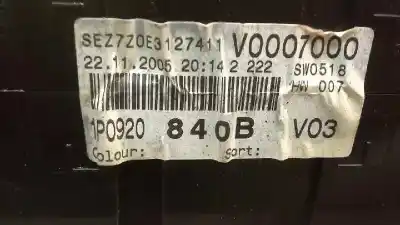 SEZ7Z0E3127411 V0007000
22.11.2005 20:14 2 222 SW0518
HW 007
1P0920 840B V03
Colour: Sort: